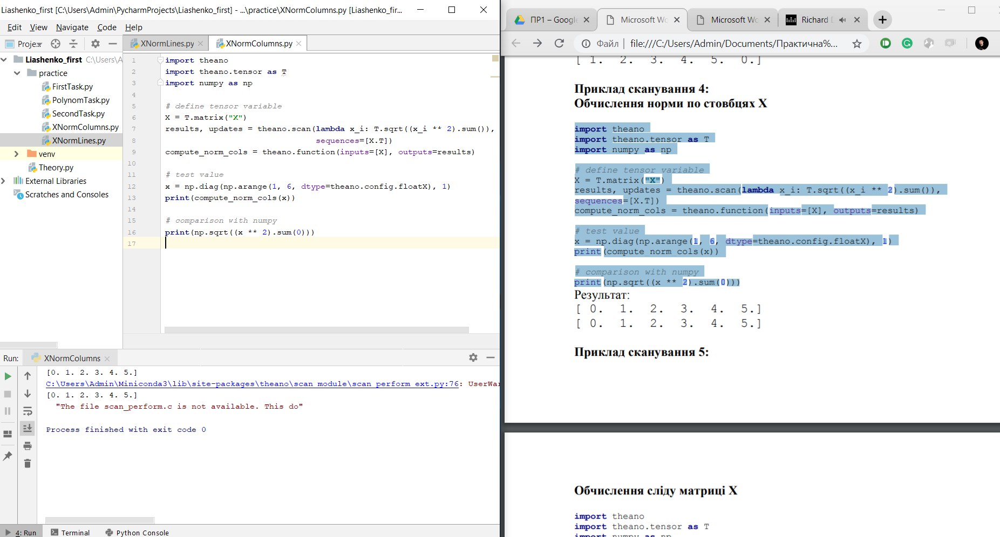 Liashenko_first [C:\Users\Admin\PycharmProjects\Liashenko_first] - ...\practice\XNormColumns.py [Liashenko_fir...
Edit View Navigate Code Help
Proje
XNormLines.py
XNormColumns.py
Liashenko_first C:\Users\A
practice
FirstTask.py
PolynomTask.py
SecondTask.py
XNormColumns.py
XNormLines.py
venv
Theory.py
External Libraries
Scratches and Consoles
1 import theano
2 import theano.tensor as T
3 import numpy as np
4
5 # define tensor variable
6 X = T.matrix("X")
7 results, updates = theano.scan(lambda x_i: T.sqrt((x_i ** 2).sum()),
8 sequences=[X.T])
9 compute_norm_cols = theano.function(inputs=[X], outputs=results)
10
11 # test value
12 x = np.diag(np.arange(1, 6, dtype=theano.config.floatX), 1)
13 print(compute_norm_cols(x))
14
15 # comparison with numpy
16 print(np.sqrt((x ** 2).sum(0)))
17
Run: XNormColumns
[0. 1. 2. 3. 4. 5.]
C:\Users\Admin\Miniconda3\lib\site-packages\theano\scan_module\scan_perform_ext.py:76: UserWar
[0. 1. 2. 3. 4. 5.]
"The file scan_perform.c is not available. This do"
Process finished with exit code 0
4: Run Terminal Python Console
ПР1 – Googl
Microsoft Wo
Microsoft Wo
Richard
Файл file:///C:/Users/Admin/Documents/Практична%...
[ 1. 2. 3. 4. 5. 0.]
Приклад сканування 4:
Обчислення норми по стовбцях X
import theano
import theano.tensor as T
import numpy as np
# define tensor variable
X = T.matrix("X")
results, updates = theano.scan(lambda x_i: T.sqrt((x_i ** 2).sum()),
sequences=[X.T])
compute_norm_cols = theano.function(inputs=[X], outputs=results)
# test value
x = np.diag(np.arange(1, 6, dtype=theano.config.floatX), 1)
print(compute_norm_cols(x))
# comparison with numpy
print(np.sqrt((x ** 2).sum(0)))
Результат:
[ 0. 1. 2. 3. 4. 5.]
[ 0. 1. 2. 3. 4. 5.]
Приклад сканування 5:
Обчислення сліду матриці X
import theano
import theano.tensor as T
import numpy as np